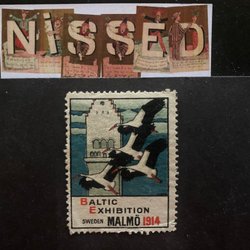 NiSSED
BALTIC
EXHIBITION
SWEDEN MALMÖ 1914